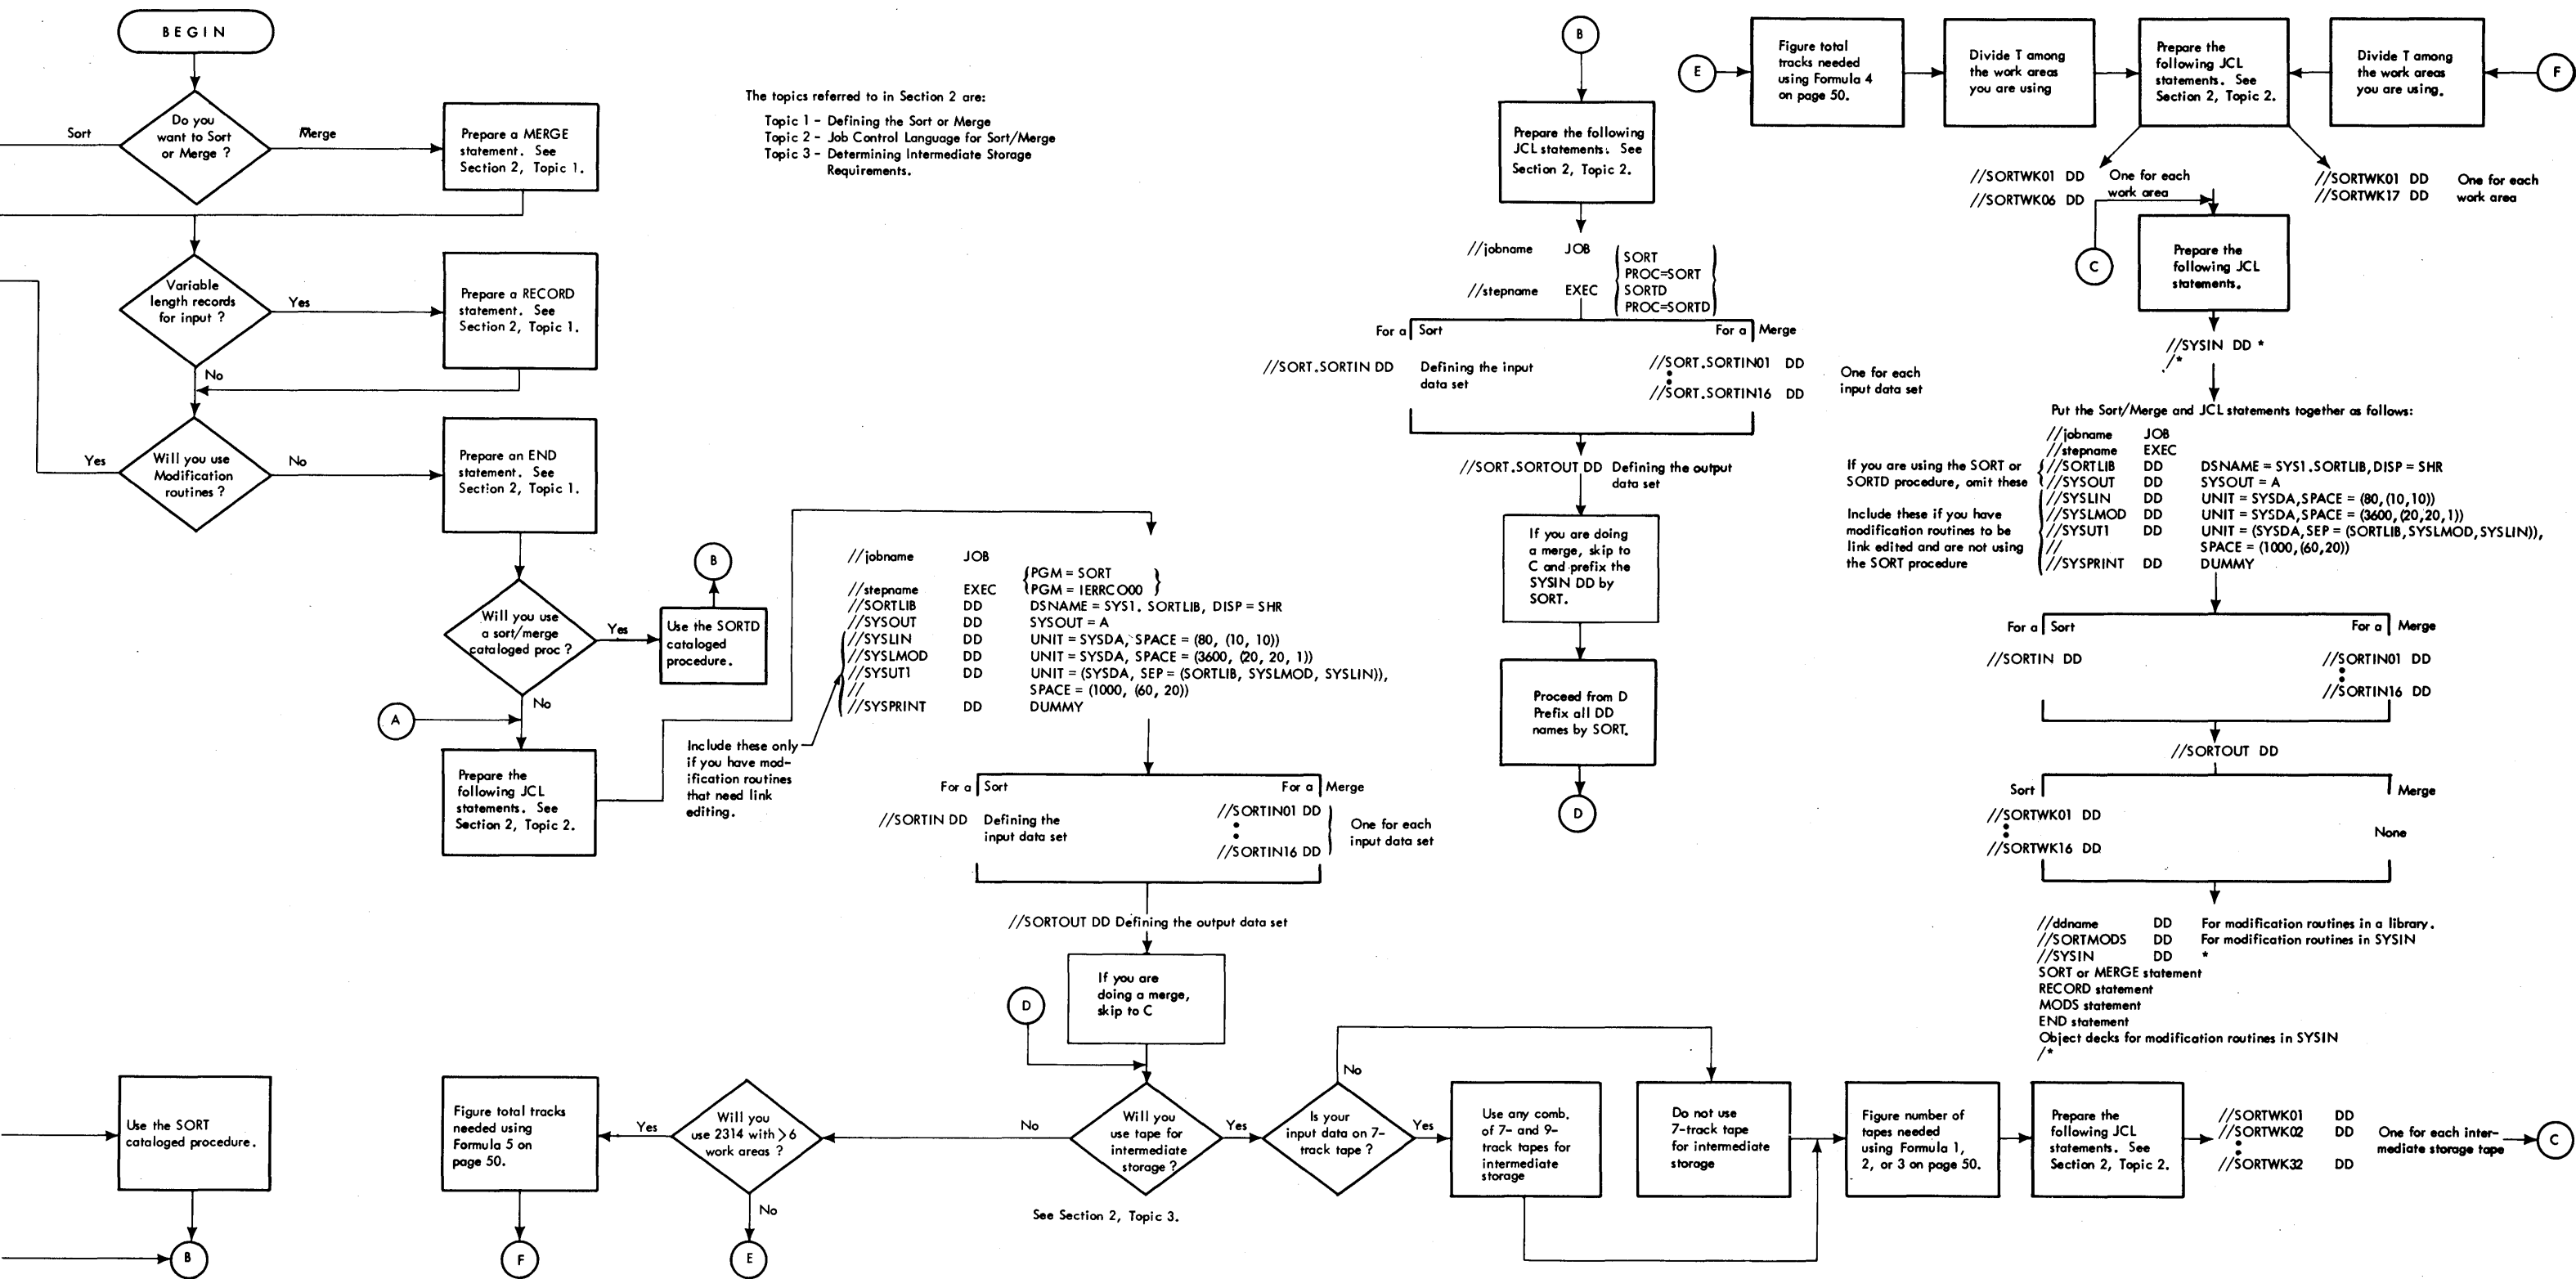 BEGIN
Do you
want to Sort
or Merge ?
Sort
Merge
Prepare a MERGE
statement. See
Section 2, Topic 1.
The topics referred to in Section 2 are:
Topic 1 - Defining the Sort or Merge
Topic 2 - Job Control Language for Sort/Merge
Topic 3 - Determining Intermediate Storage
Requirements.
Variable
length records
for input ?
Yes
Prepare a RECORD
statement. See
Section 2, Topic 1.
No
Will you use
Modification
routines ?
Yes
No
Prepare an END
statement. See
Section 2, Topic 1.
Will you use
a sort/merge
cataloged proc ?
Yes
Use the SORTD
cataloged
procedure.
B
No
A
Prepare the
following JCL
statements. See
Section 2, Topic 2.
//jobname JOB
PGM = SORT
//stepname EXEC PGM = IERRCO00
//SORTLIB DD DSNAME = SYS1. SORTLIB, DISP = SHR
//SYSOUT DD SYSOUT = A
//SYSLIN DD UNIT = SYSDA, SPACE = (80, (10, 10))
//SYSLMOD DD UNIT = SYSDA, SPACE = (3600, (20, 20, 1))
//SYSUT1 DD UNIT = (SYSDA, SEP = (SORTLIB, SYSLMOD, SYSLIN)),
// SPACE = (1000, (60, 20))
//SYSPRINT DD DUMMY
Include these only
if you have mod-
ification routines
that need link
editing.
For a Sort
For a Merge
//SORTIN DD Defining the
input data set
//SORTIN01 DD
//SORTIN16 DD
One for each
input data set
//SORTOUT DD Defining the output data set
If you are
doing a merge,
skip to C
D
Will you
use tape for
intermediate
storage ?
See Section 2, Topic 3.
No
Will you
use 2314 with >6
work areas ?
Yes
Figure total tracks
needed using
Formula 5 on
page 50.
F
No
E
Use the SORT
cataloged procedure.
B
Yes
Is your
input data on 7-
track tape ?
No
Yes
Use any comb.
of 7- and 9-
track tapes for
intermediate
storage
Do not use
7-track tape
for intermediate
storage
Figure number of
tapes needed
using Formula 1,
2, or 3 on page 50.
Prepare the
following JCL
statements. See
Section 2, Topic 2.
//SORTWK01 DD
//SORTWK02 DD
//SORTWK32 DD
One for each inter-
mediate storage tape
C
B
Prepare the following
JCL statements. See
Section 2, Topic 2.
//jobname JOB
//stepname EXEC
SORT
PROC=SORT
SORTD
PROC=SORTD
For a Sort
For a Merge
//SORT.SORTIN DD Defining the input
data set
//SORT.SORTIN01 DD
//SORT.SORTIN16 DD
One for each
input data set
//SORT.SORTOUT DD Defining the output
data set
If you are doing
a merge, skip to
C and prefix the
SYSIN DD by
SORT.
Proceed from D
Prefix all DD
names by SORT.
D
E
Figure total
tracks needed
using Formula 4
on page 50.
Divide T among
the work areas
you are using
Prepare the
following JCL
statements. See
Section 2, Topic 2.
Divide T among
the work areas
you are using.
F
//SORTWK01 DD
//SORTWK06 DD
One for each
work area
//SORTWK01 DD
//SORTWK17 DD
One for each
work area
C
Prepare the
following JCL
statements.
//SYSIN DD *
/*
Put the Sort/Merge and JCL statements together as follows:
//jobname JOB
//stepname EXEC
//SORTLIB DD DSNAME = SYS1.SORTLIB, DISP = SHR
//SYSOUT DD SYSOUT = A
//SYSLIN DD UNIT = SYSDA, SPACE = (80, (10,10))
//SYSLMOD DD UNIT = SYSDA, SPACE = (3600, (20,20,1))
//SYSUT1 DD UNIT = (SYSDA, SEP = (SORTLIB, SYSLMOD, SYSLIN)),
// SPACE = (1000, (60,20))
//SYSPRINT DD DUMMY
If you are using the SORT or
SORTD procedure, omit these
Include these if you have
modification routines to be
link edited and are not using
the SORT procedure
For a Sort
For a Merge
//SORTIN DD
//SORTIN01 DD
//SORTIN16 DD
//SORTOUT DD
Sort
Merge
//SORTWK01 DD
//SORTWK16 DD
None
//ddname DD For modification routines in a library.
//SORTMODS DD For modification routines in SYSIN
//SYSIN DD *
SORT or MERGE statement
RECORD statement
MODS statement
END statement
Object decks for modification routines in SYSIN
/*